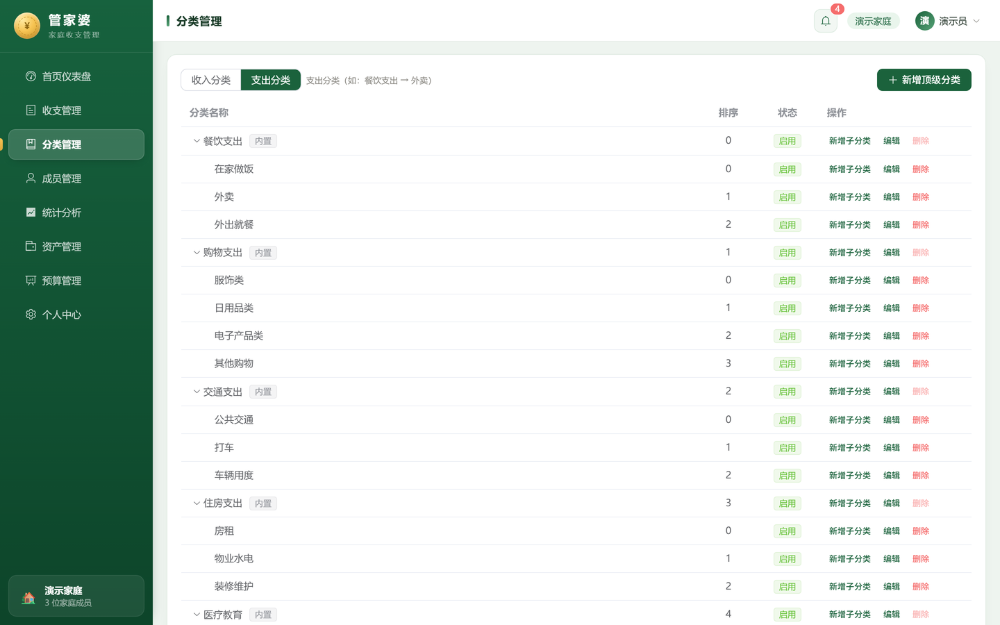 ¥
管家婆
家庭收支管理
首页仪表盘
收支管理
分类管理
成员管理
统计分析
资产管理
预算管理
个人中心
演示家庭
3 位家庭成员
分类管理
4
演示家庭
演
演示员
收入分类
支出分类
支出分类（如：餐饮支出 → 外卖）
+ 新增顶级分类
分类名称 排序 状态 操作
餐饮支出 内置 0 启用 新增子分类 编辑 删除
在家做饭 0 启用 新增子分类 编辑 删除
外卖 1 启用 新增子分类 编辑 删除
外出就餐 2 启用 新增子分类 编辑 删除
购物支出 内置 1 启用 新增子分类 编辑 删除
服饰类 0 启用 新增子分类 编辑 删除
日用品类 1 启用 新增子分类 编辑 删除
电子产品类 2 启用 新增子分类 编辑 删除
其他购物 3 启用 新增子分类 编辑 删除
交通支出 内置 2 启用 新增子分类 编辑 删除
公共交通 0 启用 新增子分类 编辑 删除
打车 1 启用 新增子分类 编辑 删除
车辆用度 2 启用 新增子分类 编辑 删除
住房支出 内置 3 启用 新增子分类 编辑 删除
房租 0 启用 新增子分类 编辑 删除
物业水电 1 启用 新增子分类 编辑 删除
装修维护 2 启用 新增子分类 编辑 删除
医疗教育 内置 4 启用 新增子分类 编辑 删除